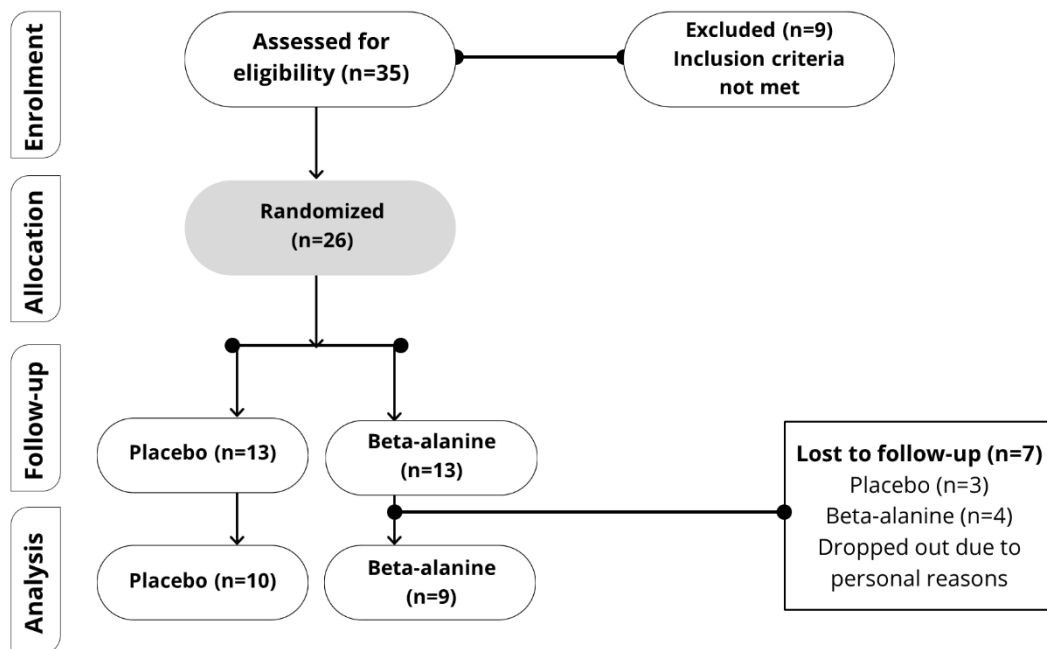 Enrolment
Assessed for
eligibility (n=35)
Excluded (n=9)
Inclusion criteria
not met
Allocation
Randomized
(n=26)
Follow-up
Placebo (n=13)
Beta-alanine
(n=13)
Lost to follow-up (n=7)
Placebo (n=3)
Beta-alanine (n=4)
Dropped out due to
personal reasons
Analysis
Placebo (n=10)
Beta-alanine
(n=9)